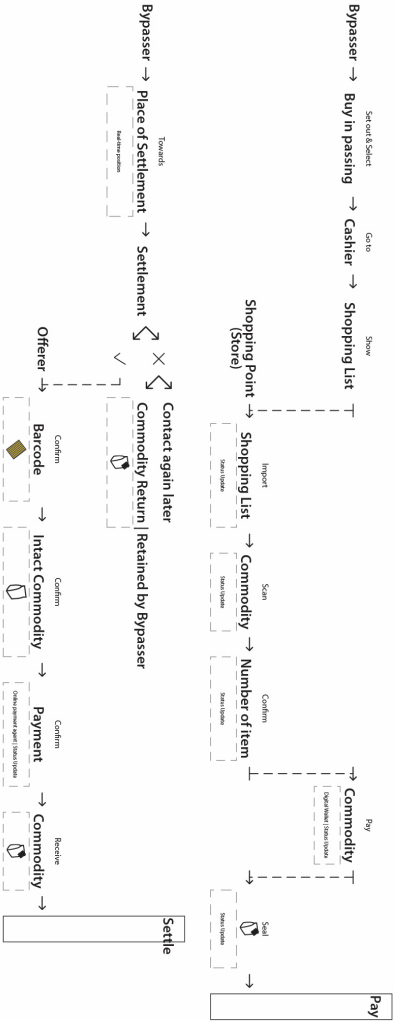 Bypasser → Buy in passing → Cashier → Shopping List
Set out & Select
Go to
Show
Shopping Point
(Store)
Import
Shopping List
Status Update
Scan
Commodity
Status Update
Confirm
Number of item
Status Update
Pay
Commodity
Digital Wallet | Status Update
Seal
Status Update
Pay
Bypasser → Place of Settlement → Settlement
Towards
Real-time position
Contact again later
Commodity Return | Retained by Bypasser
Offerer
Confirm
Barcode
Confirm
Intact Commodity
Confirm
Payment
Online payment agent | Status Update
Receive
Commodity
Settle